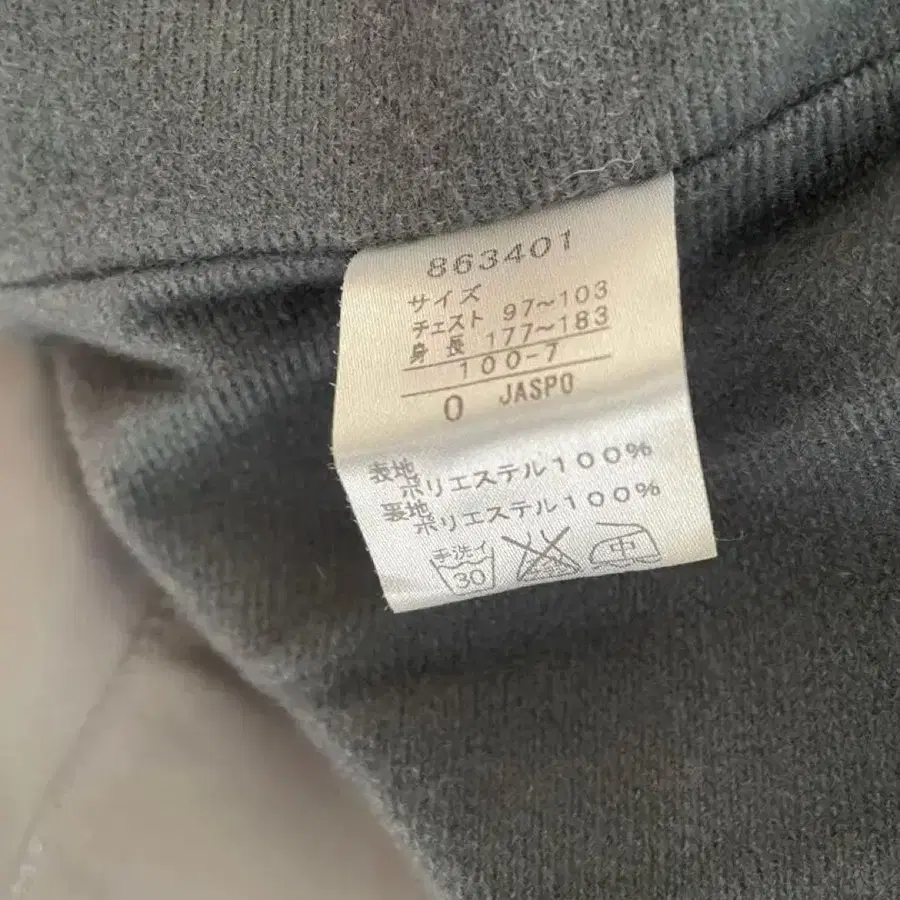 863401
サイズ
チェスト 97~103
身長 177~183
100-7
O JASPO
表地
ポリエステル100%
裏地
ポリエステル100%
手洗イ
30
中